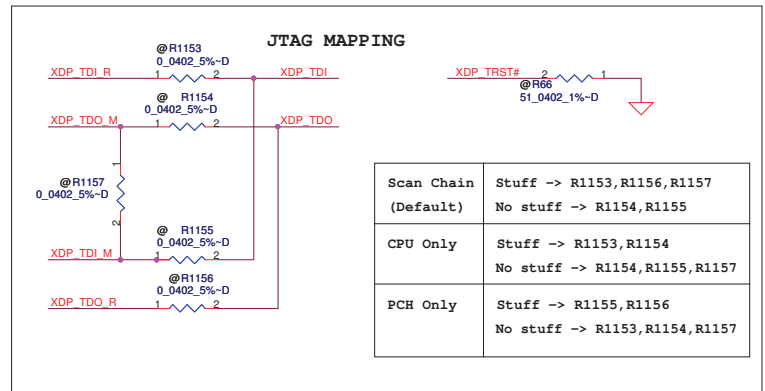 JTAG MAPPING
@ R1153
0_0402_5%~D
XDP_TDI_R
1
2
XDP_TDI
@ R1154
0_0402_5%~D
XDP_TDO_M
1
2
XDP_TDO
1
@ R1157
0_0402_5%~D
2
@ R1155
0_0402_5%~D
XDP_TDI_M
1
2
@ R1156
0_0402_5%~D
XDP_TDO_R
1
2
XDP_TRST#
2
1
@ R66
51_0402_1%~D
Scan Chain Stuff -> R1153,R1156,R1157
(Default) No stuff -> R1154,R1155
CPU Only Stuff -> R1153,R1154
No stuff -> R1154,R1155,R1157
PCH Only Stuff -> R1155,R1156
No stuff -> R1153,R1154,R1157